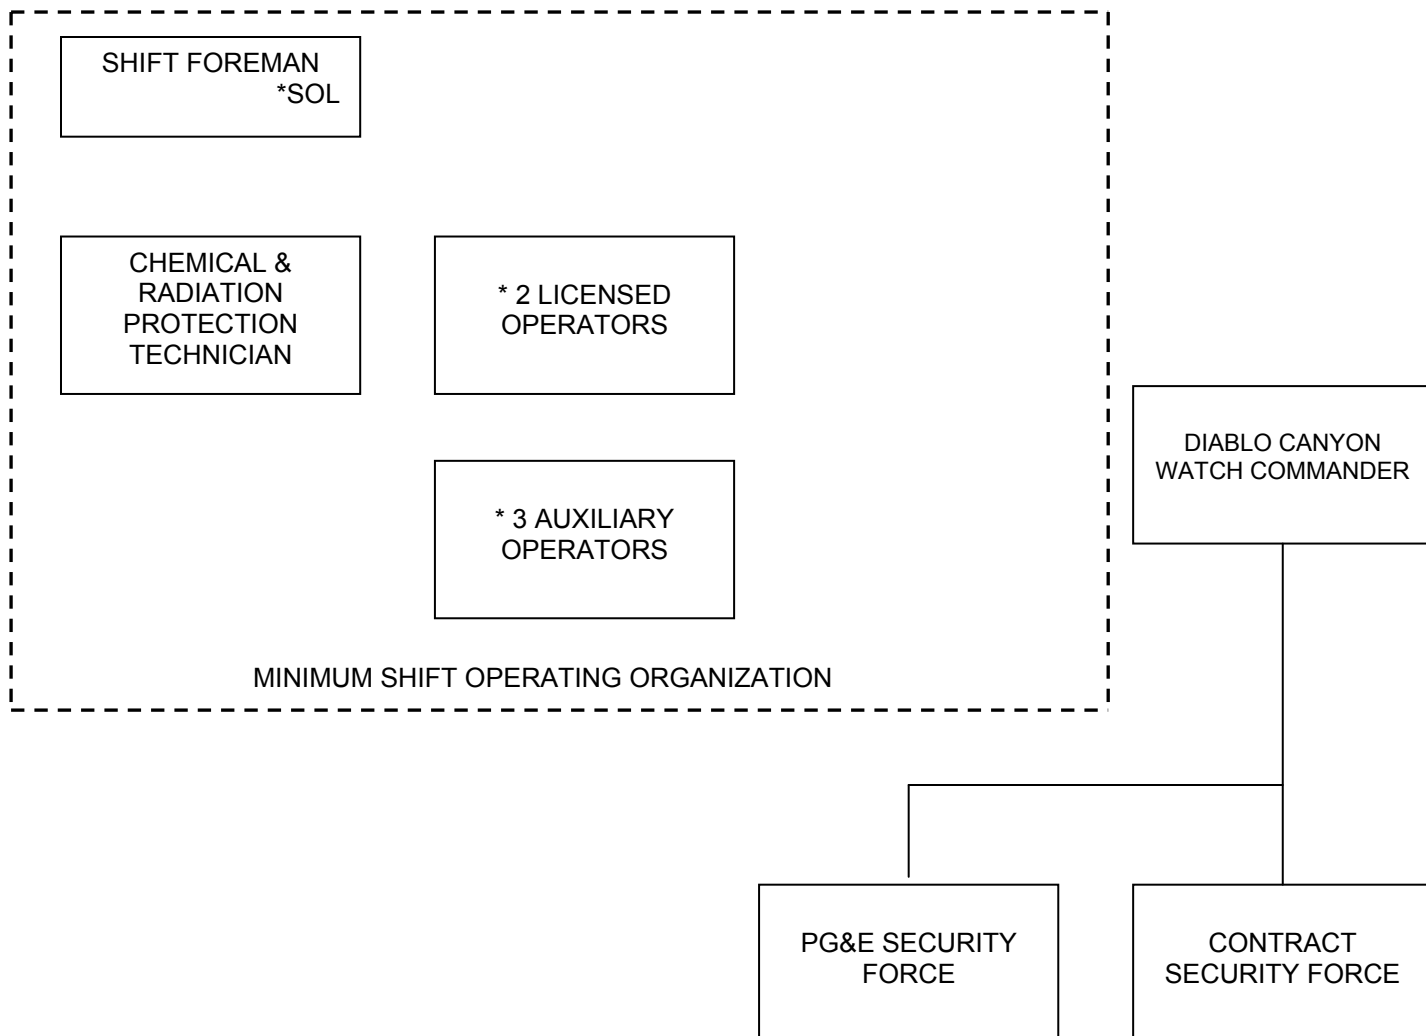 SHIFT FOREMAN
*SOL
CHEMICAL &
RADIATION
PROTECTION
TECHNICIAN
* 2 LICENSED
OPERATORS
* 3 AUXILIARY
OPERATORS
MINIMUM SHIFT OPERATING ORGANIZATION
DIABLO CANYON
WATCH COMMANDER
PG&E SECURITY
FORCE
CONTRACT
SECURITY FORCE